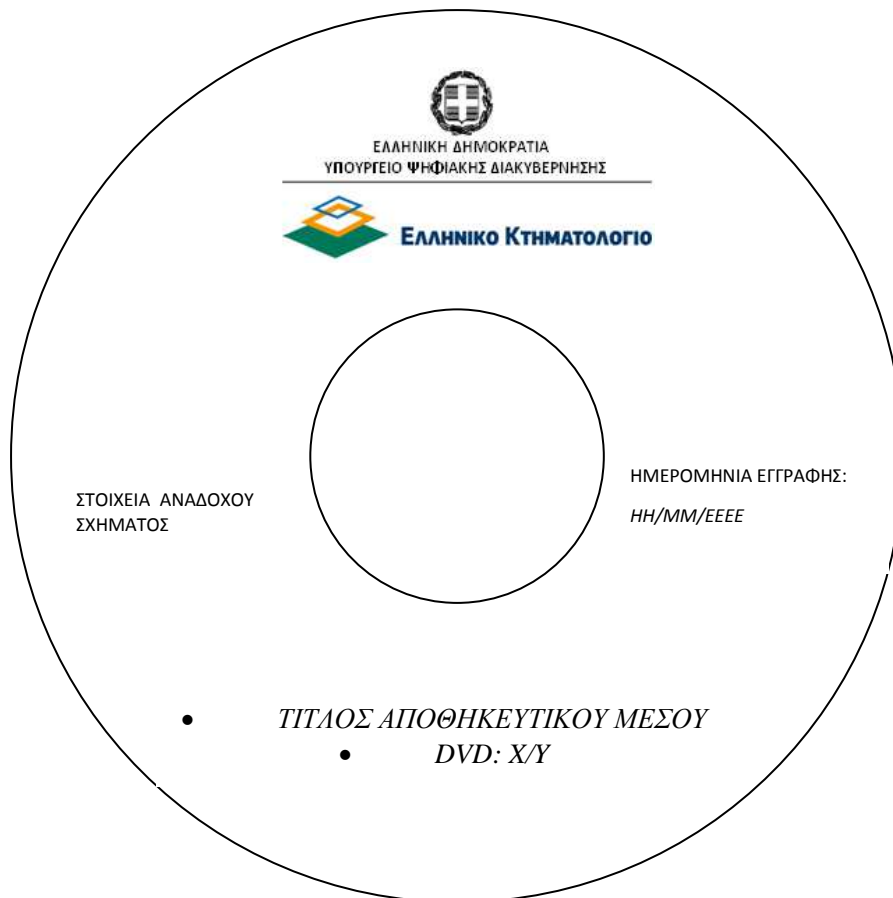 ΕΛΛΗΝΙΚΗ ΔΗΜΟΚΡΑΤΙΑ
ΥΠΟΥΡΓΕΙΟ ΨΗΦΙΑΚΗΣ ΔΙΑΚΥΒΕΡΝΗΣΗΣ
ΕΛΛΗΝΙΚΟ ΚΤΗΜΑΤΟΛΟΓΙΟ
ΣΤΟΙΧΕΙΑ ΑΝΑΔΟΧΟΥ
ΣΧΗΜΑΤΟΣ
ΗΜΕΡΟΜΗΝΙΑ ΕΓΓΡΑΦΗΣ:
ΗΗ/ΜΜ/ΕΕΕΕ
• ΤΙΤΛΟΣ ΑΠΟΘΗΚΕΥΤΙΚΟΥ ΜΕΣΟΥ
• DVD: X/Y